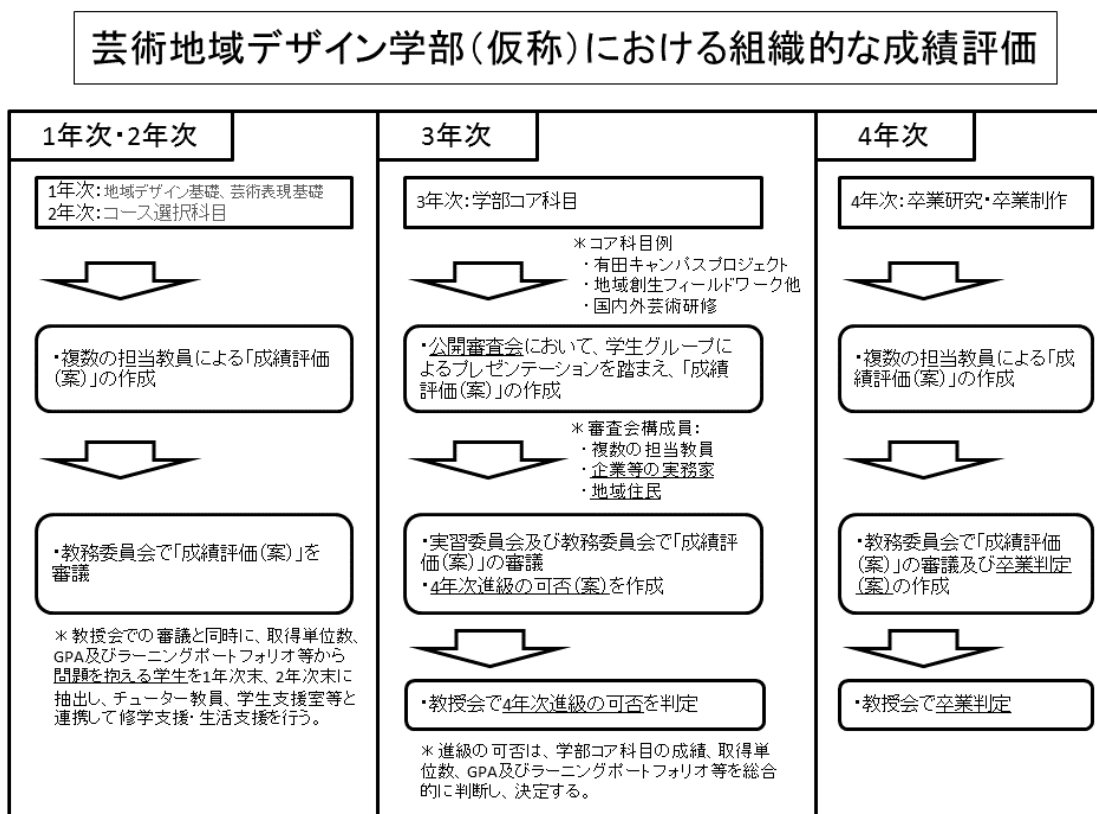 芸術地域デザイン学部(仮称)における組織的な成績評価
1年次・2年次
1年次:地域デザイン基礎、芸術表現基礎
2年次:コース選択科目
・複数の担当教員による「成績評価
(案)」の作成
・教務委員会で「成績評価(案)」を
審議
＊教授会での審議と同時に、取得単位数、
GPA及びラーニングポートフォリオ等から
問題を抱える学生を1年次末、2年次末に
抽出し、チューター教員、学生支援室等と
連携して修学支援・生活支援を行う。
3年次
3年次:学部コア科目
＊コア科目例
・有田キャンパスプロジェクト
・地域創生フィールドワーク他
・国内外芸術研修
・公開審査会において、学生グループに
よるプレゼンテーションを踏まえ、「成績
評価(案)」の作成
＊審査会構成員:
・複数の担当教員
・企業等の実務家
・地域住民
・実習委員会及び教務委員会で「成績評
価(案)」の審議
・4年次進級の可否(案)を作成
・教授会で4年次進級の可否を判定
＊進級の可否は、学部コア科目の成績、取得単
位数、GPA及びラーニングポートフォリオ等を総合
的に判断し、決定する。
4年次
4年次:卒業研究・卒業制作
・複数の担当教員による「成
績評価(案)」の作成
・教務委員会で「成績評価
(案)」の審議及び卒業判定
(案)の作成
・教授会で卒業判定